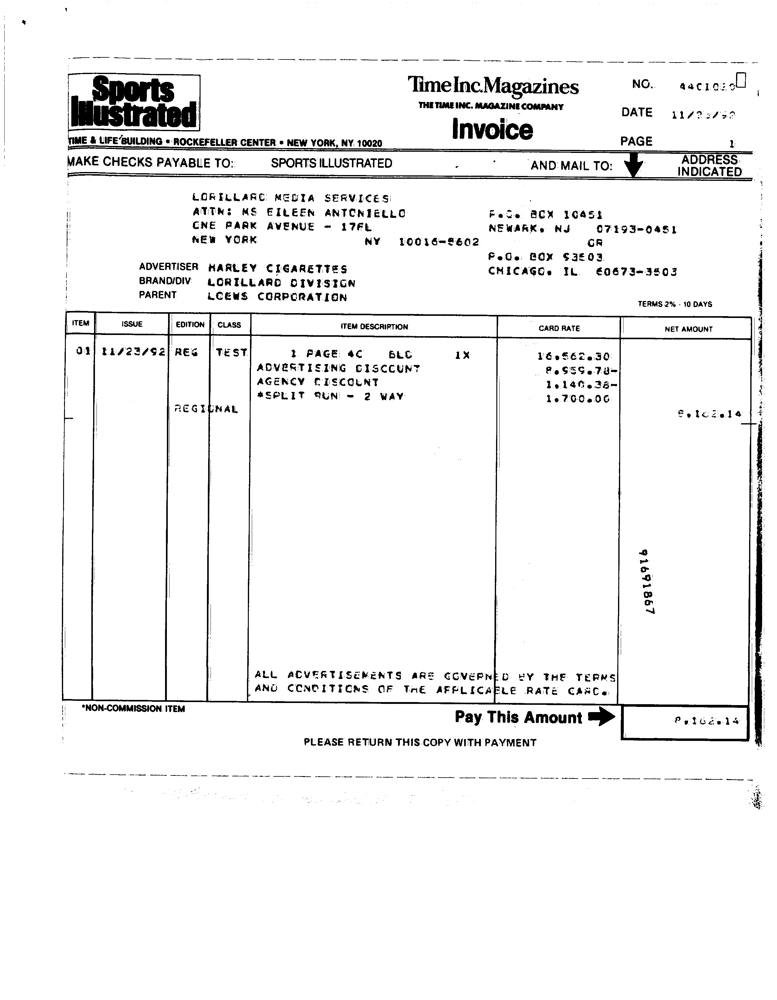 Sports Illustrated
Time Inc. Magazines
THE TIME INC. MAGAZINE COMPANY
Invoice
NO.
DATE
PAGE 1
TIME & LIFE BUILDING • ROCKEFELLER CENTER • NEW YORK, NY 10020
MAKE CHECKS PAYABLE TO: SPORTS ILLUSTRATED AND MAIL TO: ADDRESS INDICATED
LORILLARD MEDIA SERVICES
ATTN: MS EILEEN ANTONIELLO
ONE PARK AVENUE - 17FL
NEW YORK NY 10016-5602
P.O. BOX 10451
NEWARK, NJ 07193-0451
OR
P.O. BOX 93503
CHICAGO, IL 60673-3503
ADVERTISER HARLEY CIGARETTES
BRAND/DIV LORILLARD DIVISION
PARENT LOEWS CORPORATION
TERMS 2% - 10 DAYS
ITEM ISSUE EDITION CLASS ITEM DESCRIPTION CARD RATE NET AMOUNT
01 11/23/92 REG TEST 1 PAGE 4C BLD 1X 16,562.30
ADVERTISING DISCOUNT 8,959.78-
AGENCY DISCOUNT 1,140.38-
*SPLIT RUN - 2 WAY 1,700.00
REGIONAL 8,162.14
91691867
ALL ADVERTISEMENTS ARE GOVERNED BY THE TERMS
AND CONDITIONS OF THE APPLICABLE RATE CARD.
*NON-COMMISSION ITEM
Pay This Amount 8,162.14
PLEASE RETURN THIS COPY WITH PAYMENT